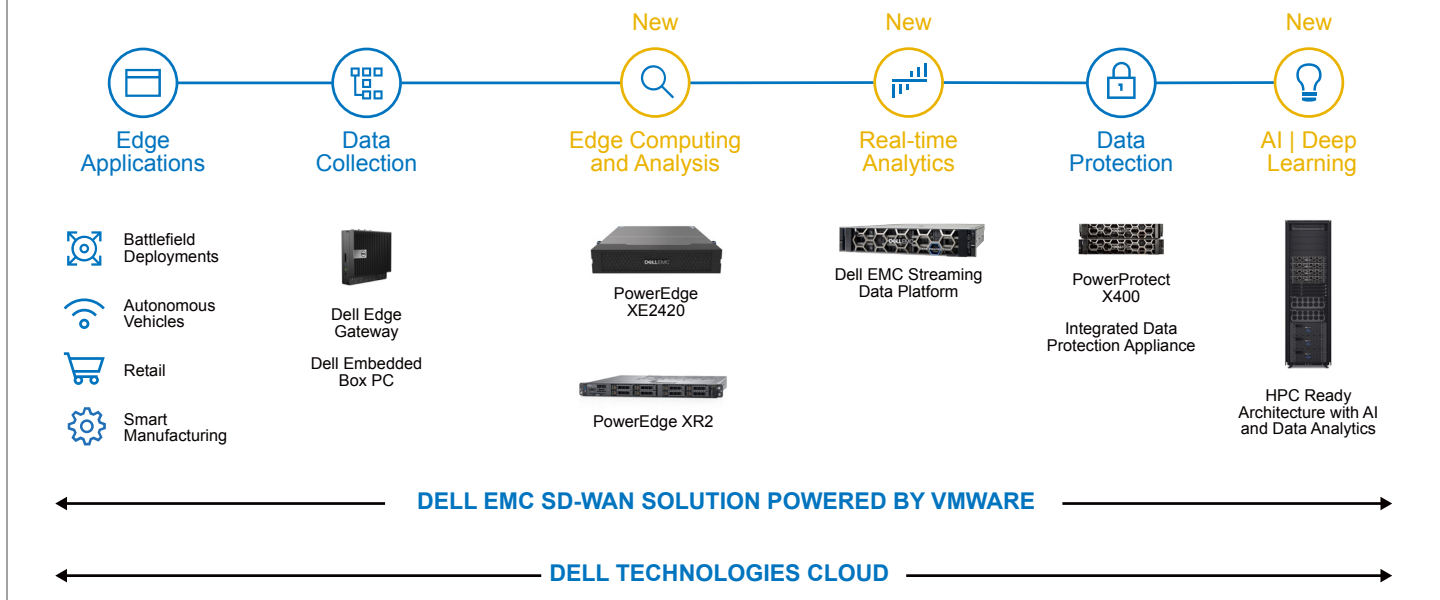 New
New
New
Edge
Applications
Data
Collection
Edge Computing
and Analysis
Real-time
Analytics
Data
Protection
AI | Deep
Learning
Battlefield
Deployments
Autonomous
Vehicles
Retail
Smart
Manufacturing
Dell Edge
Gateway
Dell Embedded
Box PC
DELLEMC
PowerEdge
XE2420
PowerEdge XR2
DELLEMC
Dell EMC Streaming
Data Platform
PowerProtect
X400
Integrated Data
Protection Appliance
HPC Ready
Architecture with AI
and Data Analytics
DELL EMC SD-WAN SOLUTION POWERED BY VMWARE
DELL TECHNOLOGIES CLOUD